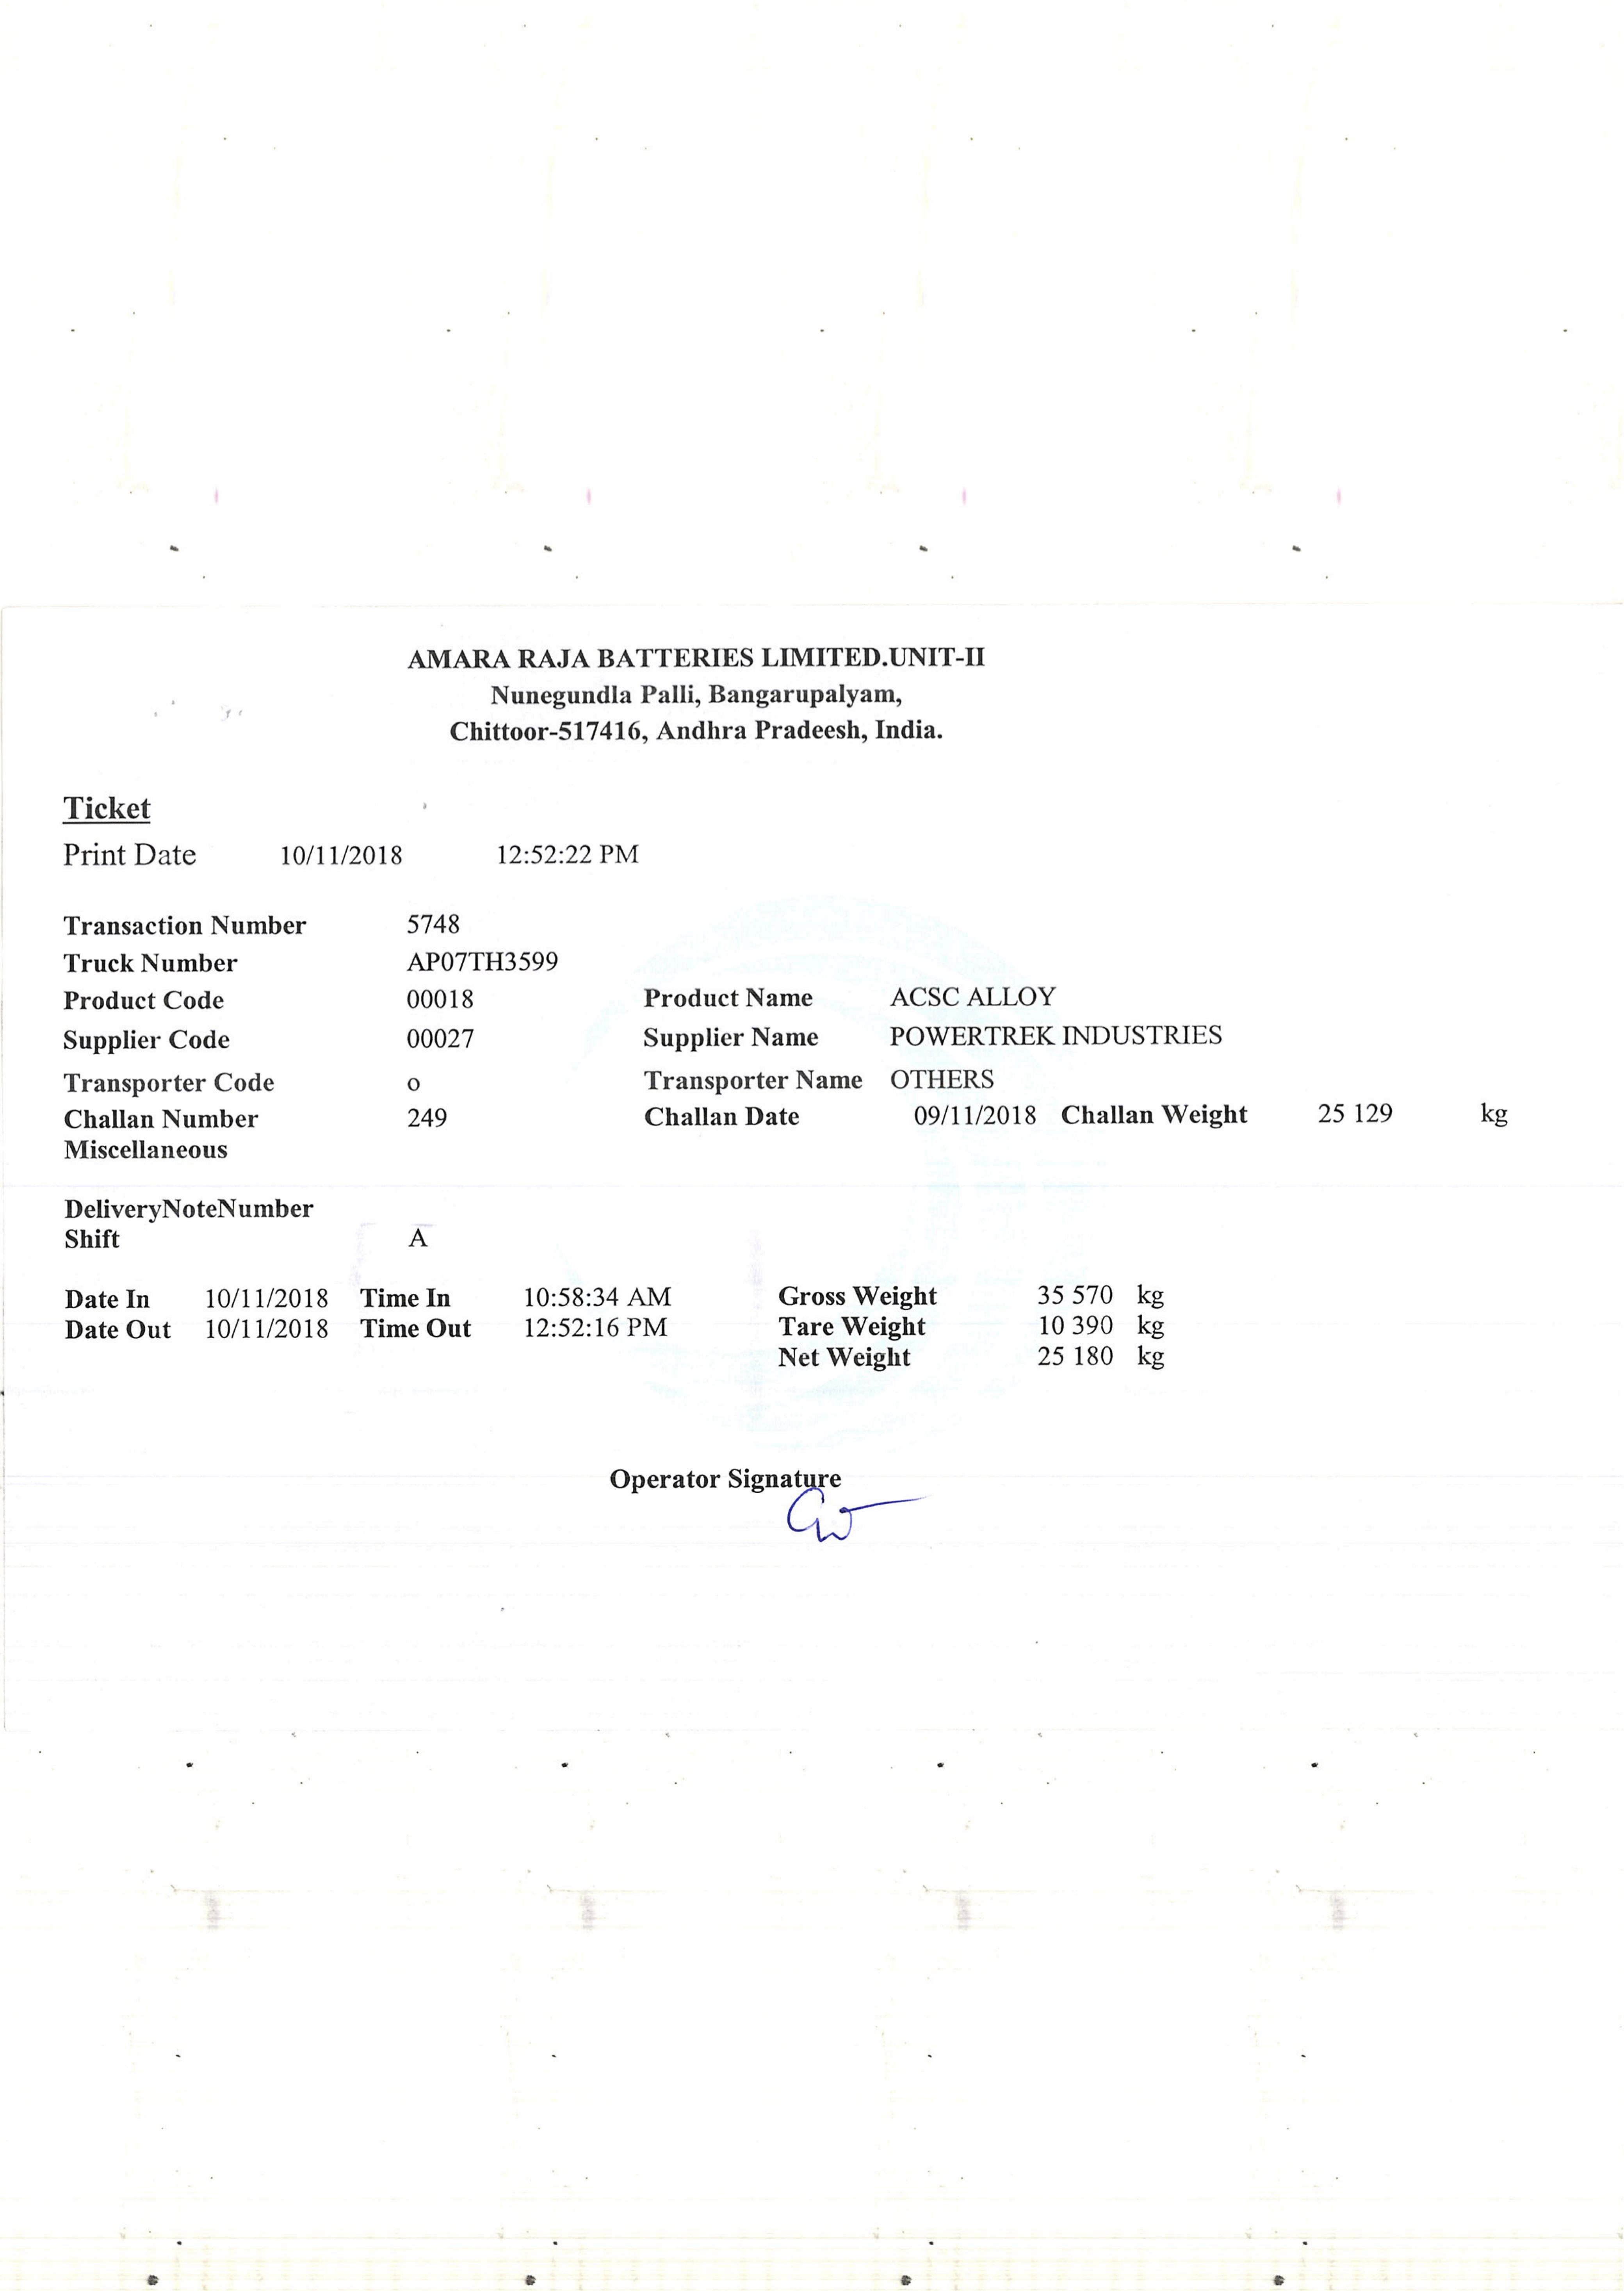 AMARA RAJA BATTERIES LIMITED.UNIT-II
Nunegundla Palli, Bangarupalyam,
Chittoor-517416, Andhra Pradeesh, India.
Ticket
Print Date 10/11/2018 12:52:22 PM
Transaction Number 5748
Truck Number AP07TH3599
Product Code 00018 Product Name ACSC ALLOY
Supplier Code 00027 Supplier Name POWERTREK INDUSTRIES
Transporter Code o Transporter Name OTHERS
Challan Number 249 Challan Date 09/11/2018 Challan Weight 25 129 kg
Miscellaneous
DeliveryNoteNumber
Shift A
Date In 10/11/2018 Time In 10:58:34 AM Gross Weight 35 570 kg
Date Out 10/11/2018 Time Out 12:52:16 PM Tare Weight 10 390 kg
Net Weight 25 180 kg
Operator Signature